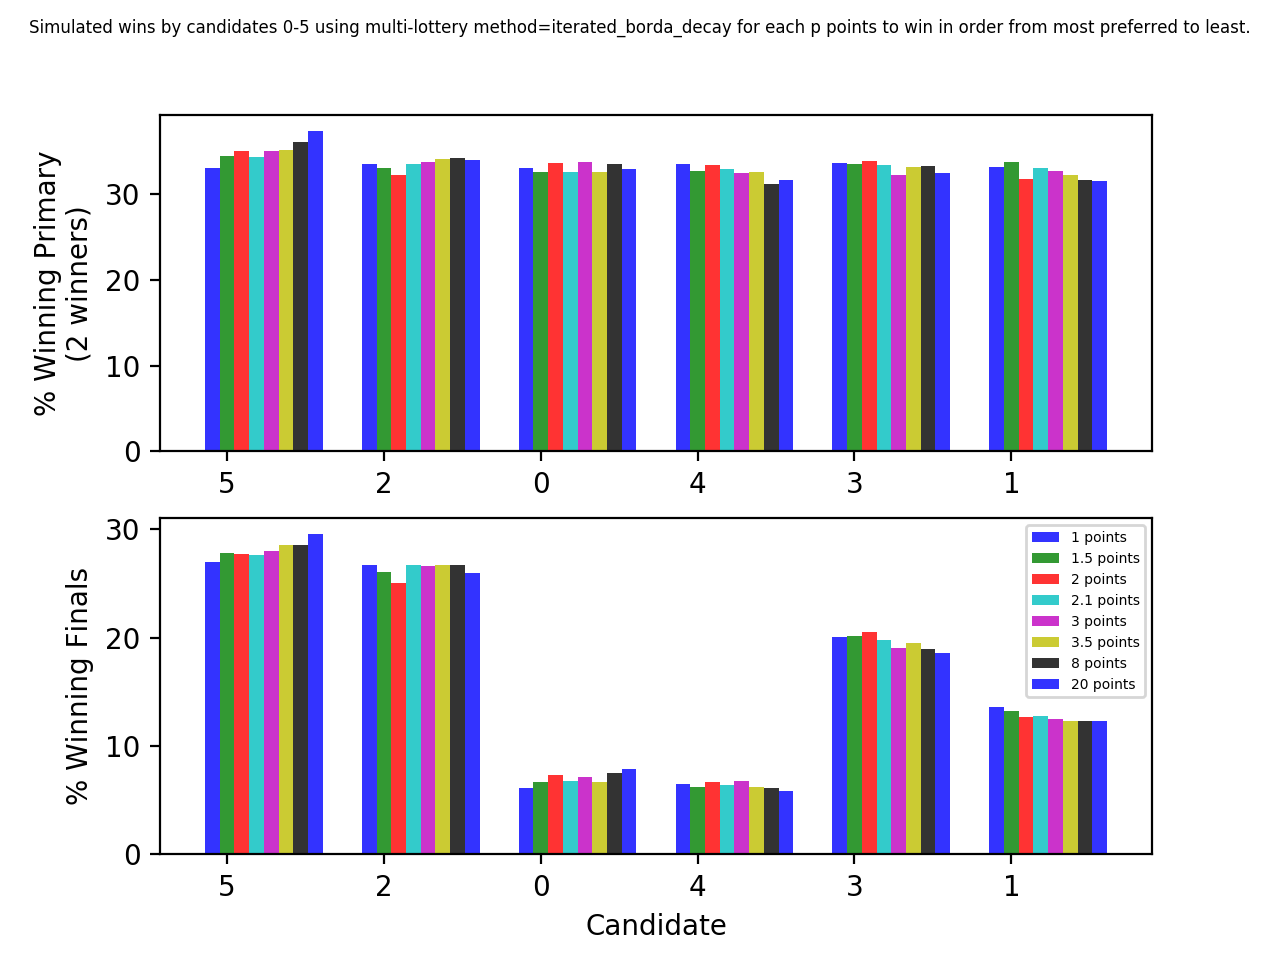 Simulated wins by candidates 0-5 using multi-lottery method=iterated_borda_decay for each p points to win in order from most preferred to least.
% Winning Primary
(2 winners)
30
20
10
0
5 2 0 4 3 1
% Winning Finals
30
20
10
0
1 points
1.5 points
2 points
2.1 points
3 points
3.5 points
8 points
20 points
5 2 0 4 3 1
Candidate